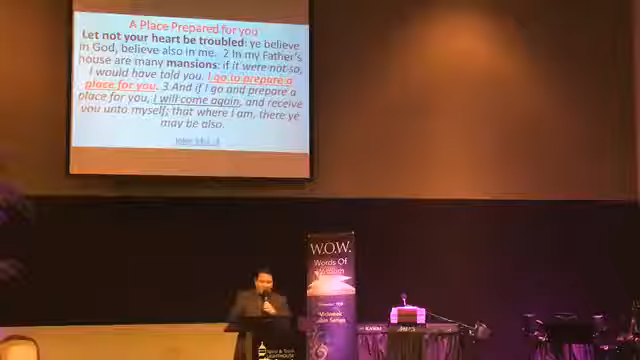 A Place Prepared for you
Let not your heart be troubled: ye believe
in God, believe also in me. 2 In my Father's
house are many mansions: if it were not so,
I would have told you. I go to prepare a
place for you. 3 And if I go and prepare a
place for you, I will come again, and receive
you unto myself; that where I am, there ye
may be also.
W.O.W.
Words Of
Wisdom
LIGHTHOUSE